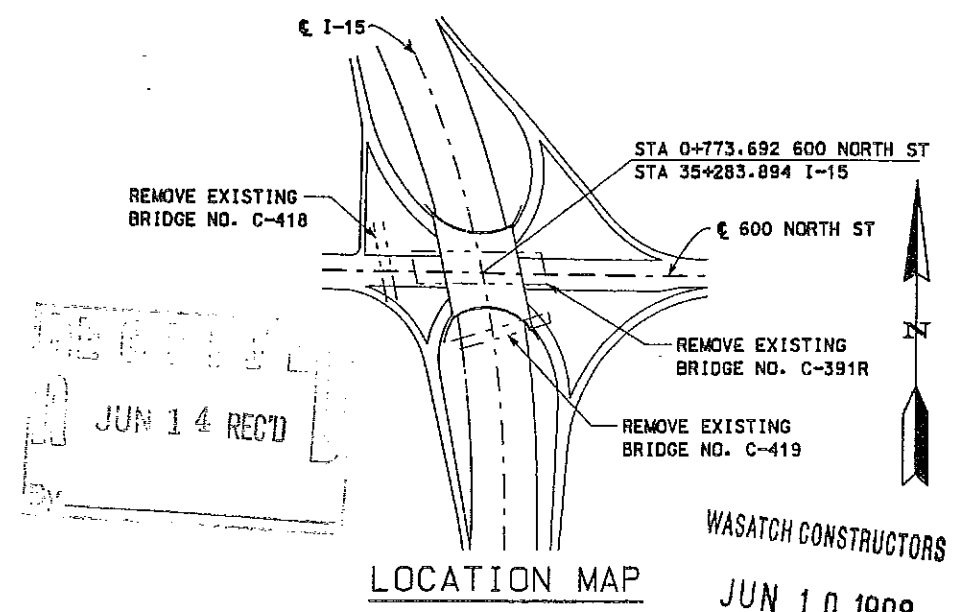 ℄ I-15
STA 0+773.692 600 NORTH ST
STA 35+283.894 I-15
REMOVE EXISTING
BRIDGE NO. C-418
℄ 600 NORTH ST
N
REMOVE EXISTING
BRIDGE NO. C-391R
JUN 14 REC'D
REMOVE EXISTING
BRIDGE NO. C-419
BY
WASATCH CONSTRUCTORS
LOCATION MAP
JUN 10